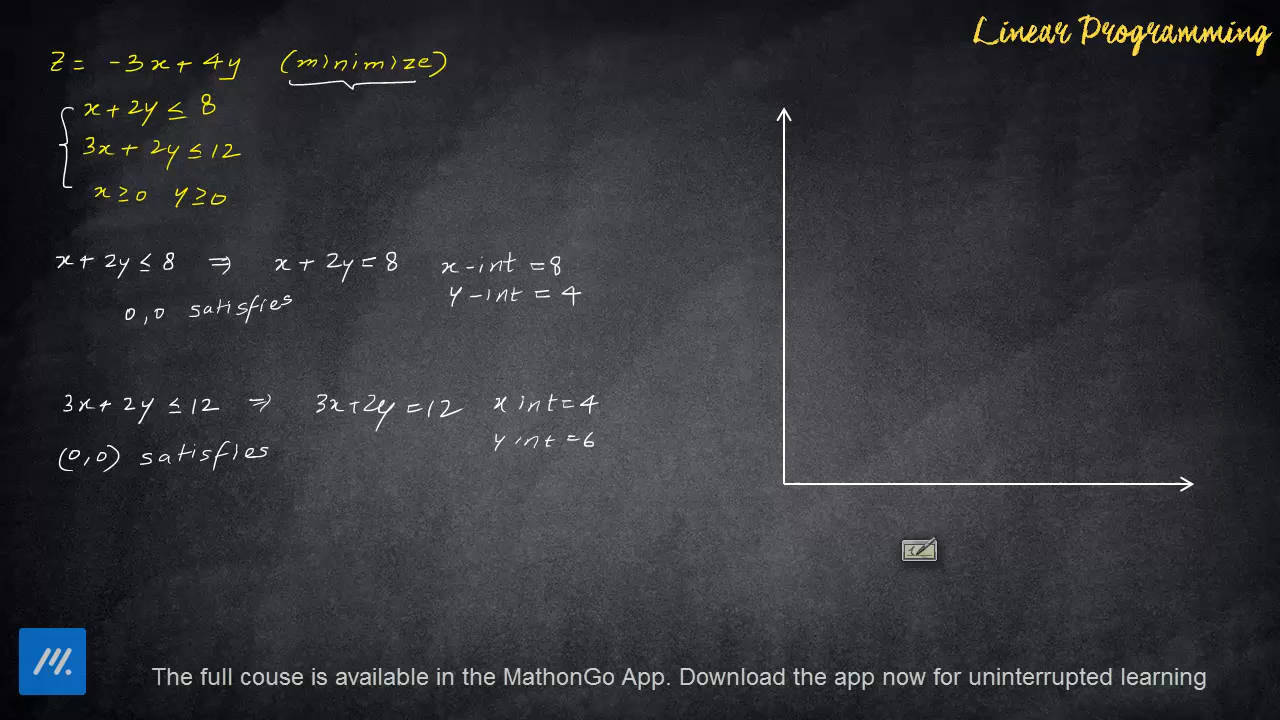 Linear Programming
Z = -3x + 4y (minimize)
x + 2y ≤ 8
3x + 2y ≤ 12
x ≥ 0 y ≥ 0
x + 2y ≤ 8 ⇒ x + 2y = 8 x-int = 8
y-int = 4
0,0 satisfies
3x + 2y ≤ 12 ⇒ 3x + 2y = 12 x int = 4
y int = 6
(0,0) satisfies
The full couse is available in the MathonGo App. Download the app now for uninterrupted learning